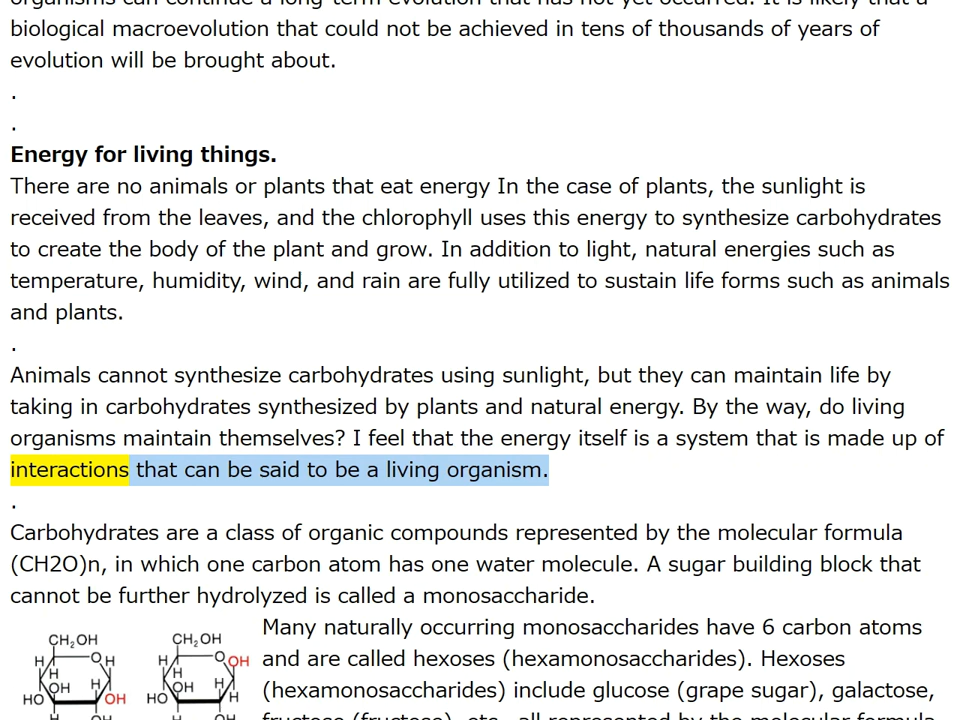 biological macroevolution that could not be achieved in tens of thousands of years of
evolution will be brought about.
.
.
Energy for living things.
There are no animals or plants that eat energy In the case of plants, the sunlight is
received from the leaves, and the chlorophyll uses this energy to synthesize carbohydrates
to create the body of the plant and grow. In addition to light, natural energies such as
temperature, humidity, wind, and rain are fully utilized to sustain life forms such as animals
and plants.
.
Animals cannot synthesize carbohydrates using sunlight, but they can maintain life by
taking in carbohydrates synthesized by plants and natural energy. By the way, do living
organisms maintain themselves? I feel that the energy itself is a system that is made up of
interactions that can be said to be a living organism.
.
Carbohydrates are a class of organic compounds represented by the molecular formula
(CH2O)n, in which one carbon atom has one water molecule. A sugar building block that
cannot be further hydrolyzed is called a monosaccharide.
Many naturally occurring monosaccharides have 6 carbon atoms
and are called hexoses (hexamonosaccharides). Hexoses
(hexamonosaccharides) include glucose (grape sugar), galactose,
CH₂OH CH₂OH
H O H H O OH
H H
OH H OH H
HO OH HO H
H OH H OH